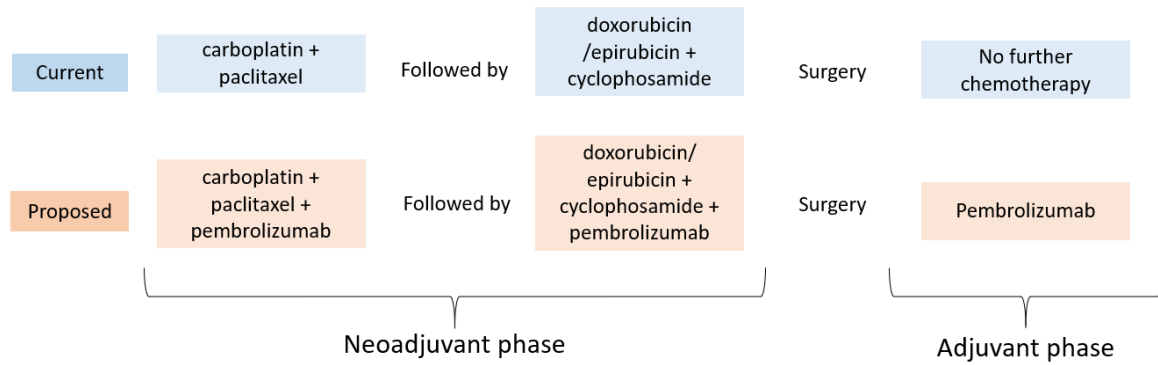 Current
carboplatin +
paclitaxel
Followed by
doxorubicin
/epirubicin +
cyclophosamide
Surgery
No further
chemotherapy
Proposed
carboplatin +
paclitaxel +
pembrolizumab
Followed by
doxorubicin/
epirubicin +
cyclophosamide +
pembrolizumab
Surgery
Pembrolizumab
Neoadjuvant phase
Adjuvant phase